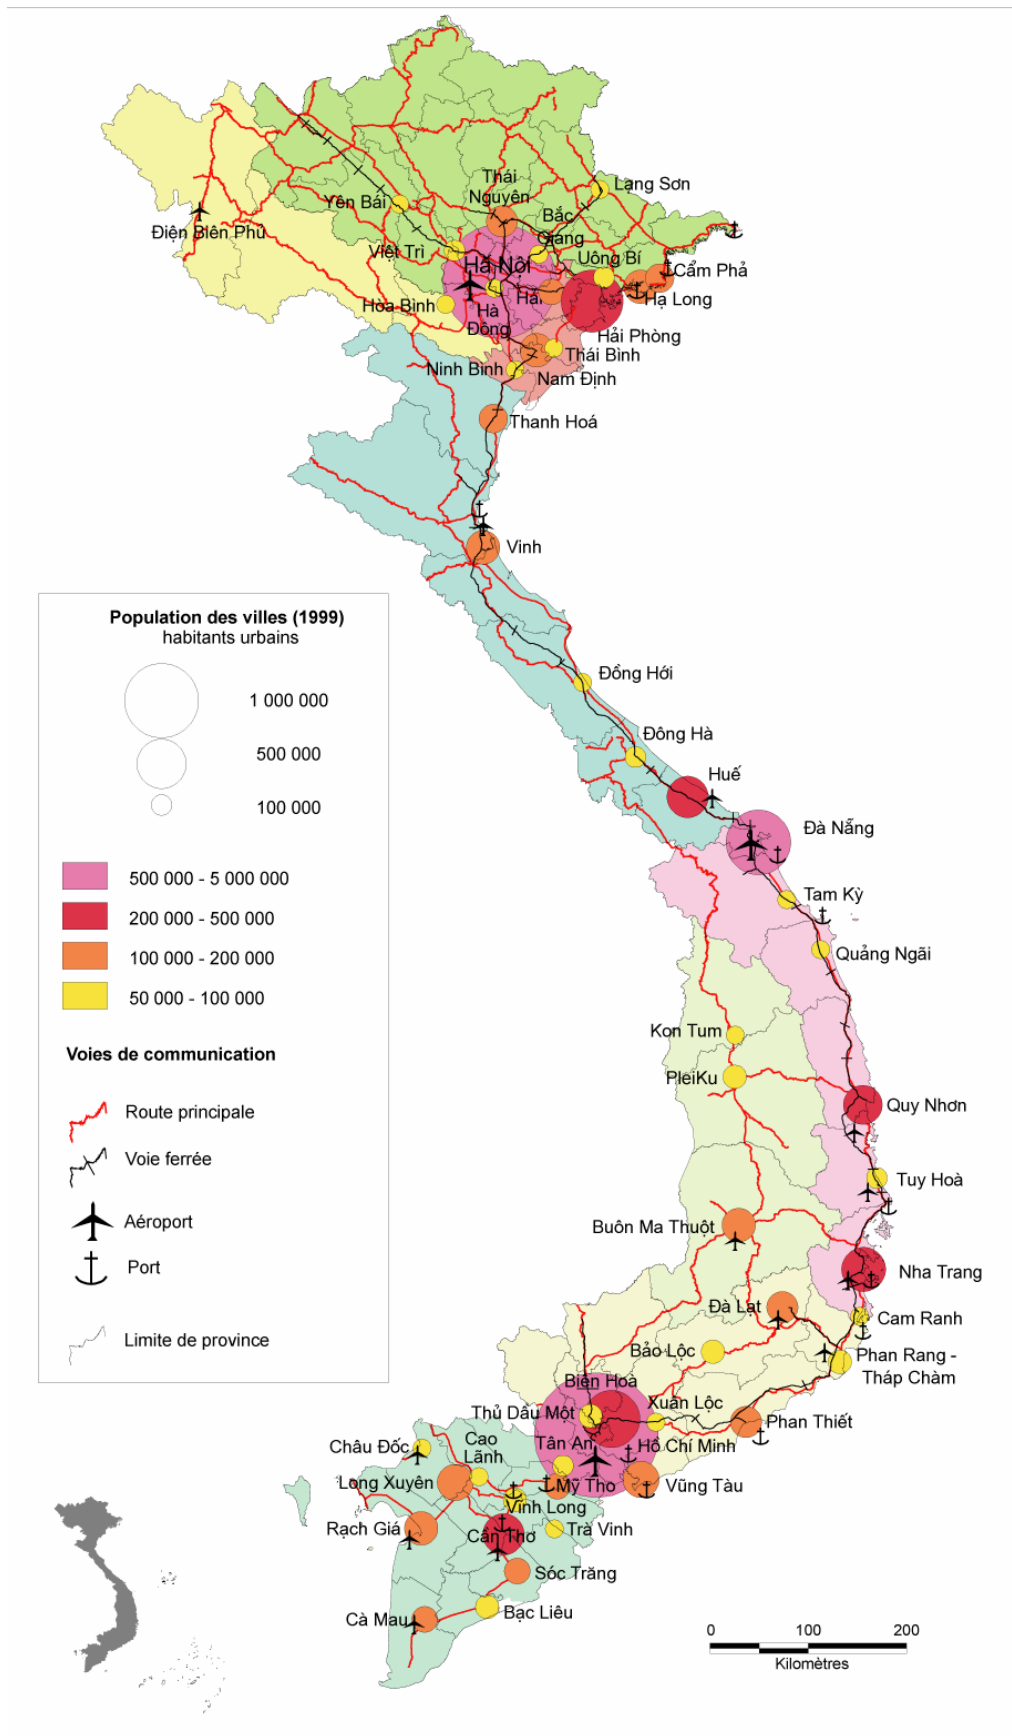 Thái
Nguyên
Lạng Sơn
Yên Bái
Bắc
Giang
Điện Biên Phủ
Việt Trì
Hà Nội
Uông Bí
Cẩm Phả
Hoà Bình
Hà
Đông
Hải
Hạ Long
Hải Phòng
Thái Bình
Ninh Bình
Nam Định
Thanh Hoá
Vinh
Population des villes (1999)
habitants urbains
1 000 000
500 000
100 000
500 000 - 5 000 000
200 000 - 500 000
100 000 - 200 000
50 000 - 100 000
Voies de communication
Route principale
Voie ferrée
Aéroport
Port
Limite de province
Đồng Hới
Đông Hà
Huế
Đà Nẵng
Tam Kỳ
Quảng Ngãi
Kon Tum
PleiKu
Quy Nhơn
Tuy Hoà
Buôn Ma Thuột
Nha Trang
Đà Lạt
Cam Ranh
Bảo Lộc
Phan Rang -
Tháp Chàm
Biên Hoà
Xuân Lộc
Thủ Dầu Một
Phan Thiết
Châu Đốc
Cao
Lãnh
Tân An
Hồ Chí Minh
Long Xuyên
Mỹ Tho
Vũng Tàu
Vĩnh Long
Rạch Giá
Cần Thơ
Trà Vinh
Sóc Trăng
Cà Mau
Bạc Liêu
0 100 200
Kilomètres